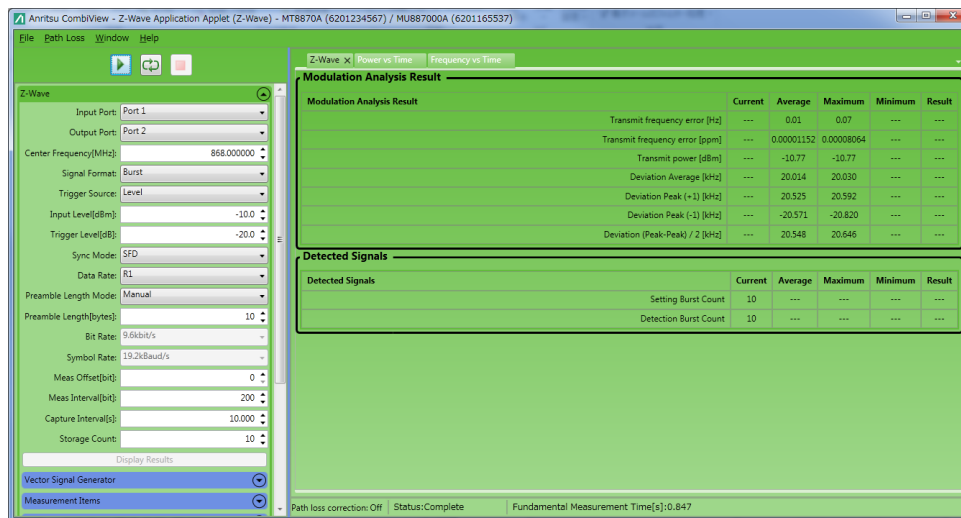 Anritsu CombiView - Z-Wave Application Applet (Z-Wave) - MT8870A (6201234567) / MU887000A (6201165537)
File Path Loss Window Help
Z-Wave
Input Port: Port 1
Output Port: Port 2
Center Frequency[MHz]: 868.000000
Signal Format: Burst
Trigger Source: Level
Input Level[dBm]: -10.0
Trigger Level[dB]: -20.0
Sync Mode: SFD
Data Rate: R1
Preamble Length Mode: Manual
Preamble Length[bytes]: 10
Bit Rate: 9.6kbit/s
Symbol Rate: 19.2kBaud/s
Meas Offset[bit]: 0
Meas Interval[bit]: 200
Capture Interval[s]: 10.000
Storage Count: 10
Display Results
Vector Signal Generator
Measurement Items
Z-Wave x Power vs Time Frequency vs Time
Modulation Analysis Result
Modulation Analysis Result Current Average Maximum Minimum Result
Transmit frequency error [Hz] --- 0.01 0.07 --- ---
Transmit frequency error [ppm] --- 0.00001152 0.00008064 --- ---
Transmit power [dBm] --- -10.77 -10.77 --- ---
Deviation Average [kHz] --- 20.014 20.030 --- ---
Deviation Peak (+1) [kHz] --- 20.525 20.592 --- ---
Deviation Peak (-1) [kHz] --- -20.571 -20.820 --- ---
Deviation (Peak-Peak) / 2 [kHz] --- 20.548 20.646 --- ---
Detected Signals
Detected Signals Current Average Maximum Minimum Result
Setting Burst Count 10 --- --- --- ---
Detection Burst Count 10 --- --- --- ---
Path loss correction: Off Status:Complete Fundamental Measurement Time[s]:0.847